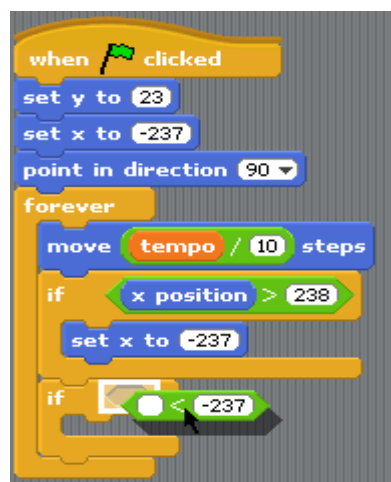 when clicked
set y to 23
set x to -237
point in direction 90
forever
move tempo / 10 steps
if x position > 238
set x to -237
if < -237